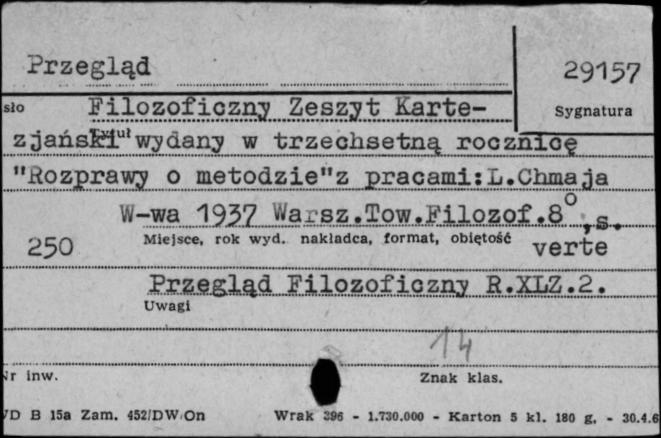 Przegląd
29157
sło Filozoficzny Zeszyt Karte-
Sygnatura
Tytuł
zjański wydany w trzechsetną rocznicę
"Rozprawy o metodzie"z pracami:L.Chmaja
W-wa 1937 Warsz.Tow.Filozof.8°,s.
Miejsce, rok wyd. nakładca, format, objętość
250 verte
Przegląd Filozoficzny R.XLZ.2.
Uwagi
14
Nr inw. Znak klas.
WD B 15a Zam. 452/DW/On Wrak 396 - 1.730.000 - Karton 5 kl. 180 g. - 30.4.6